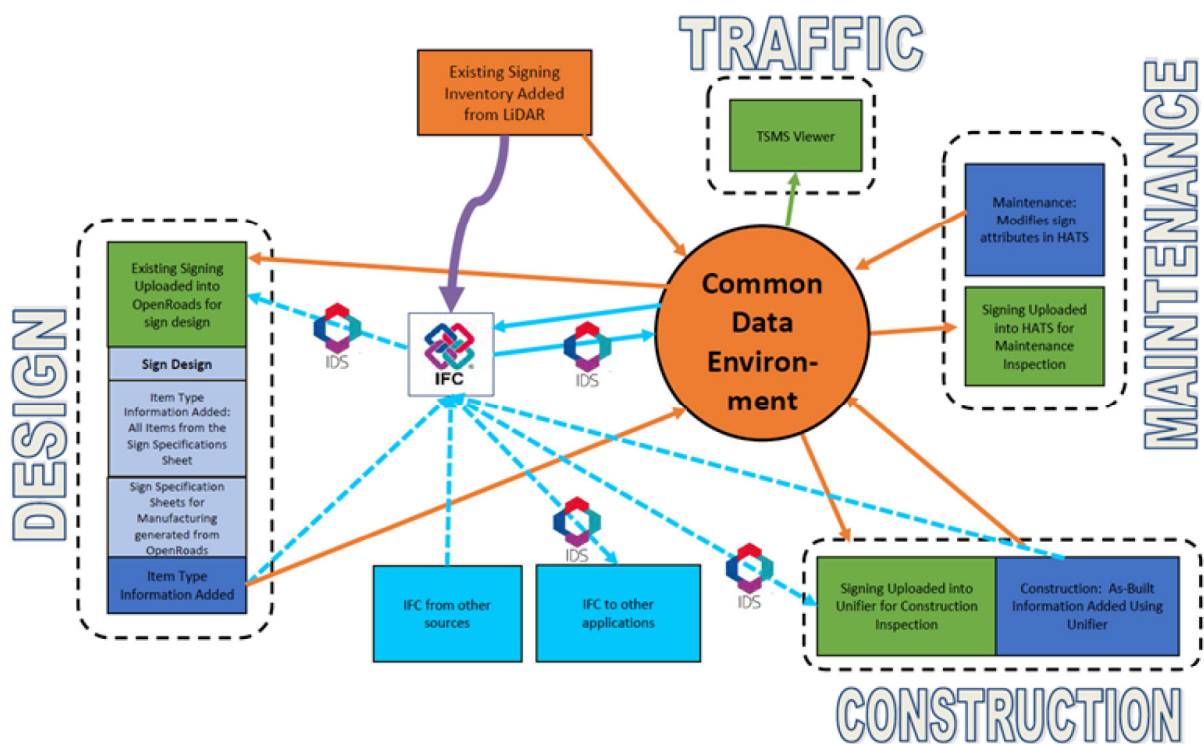 TRAFFIC
Existing Signing
Inventory Added
from LiDAR
TSMS Viewer
MAINTENANCE
Maintenance:
Modifies sign
attributes in HATS
Signing Uploaded
into HATS for
Maintenance
Inspection
DESIGN
Existing Signing
Uploaded into
OpenRoads for
sign design
Sign Design
Item Type
Information Added:
All Items from the
Sign Specifications
Sheet
Sign Specification
Sheets for
Manufacturing
generated from
OpenRoads
Item Type
Information Added
IDS
IFC
IDS
Common
Data
Environ-
ment
IDS
IDS
IFC from other
sources
IFC to other
applications
Signing Uploaded into
Unifier for Construction
Inspection
Construction: As-Built
Information Added Using
Unifier
CONSTRUCTION